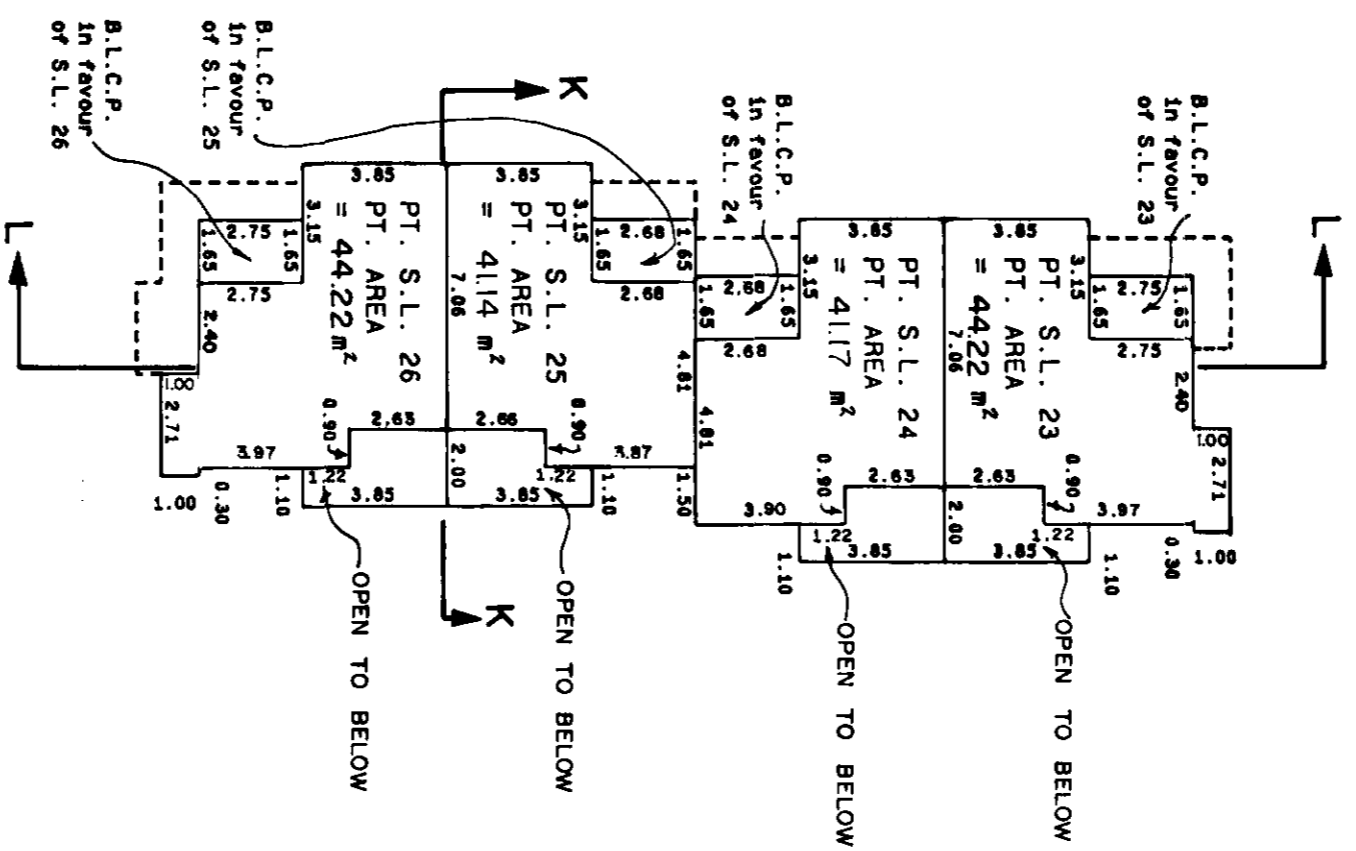 B.L.C.P.
in favour
of S.L. 26
B.L.C.P.
in favour
of S.L. 25
B.L.C.P.
in favour
of S.L. 24
B.L.C.P.
in favour
of S.L. 23
K
K
L
L
3.85
3.85
3.85
3.85
PT. S.L. 26
PT. AREA
= 44.22 m²
PT. S.L. 25
PT. AREA
= 41.14 m²
PT. S.L. 24
PT. AREA
= 41.17 m²
PT. S.L. 23
PT. AREA
= 44.22 m²
7.06
7.06
3.15
2.75
1.65
1.65
2.75
2.40
3.15
2.68
1.65
1.65
2.68
4.81
3.15
2.68
1.65
1.65
2.68
4.81
3.15
2.75
1.65
1.65
2.75
2.40
1.00
2.71
1.00
0.30
3.97
1.10
0.90
1.22
2.63
3.85
2.00
2.66
0.90
1.22
3.85
1.10
3.87
1.50
3.90
0.90
1.22
1.10
2.63
3.85
2.00
2.63
0.90
1.22
3.85
1.10
3.97
0.30
1.00
2.71
1.00
OPEN TO BELOW
OPEN TO BELOW
OPEN TO BELOW
OPEN TO BELOW